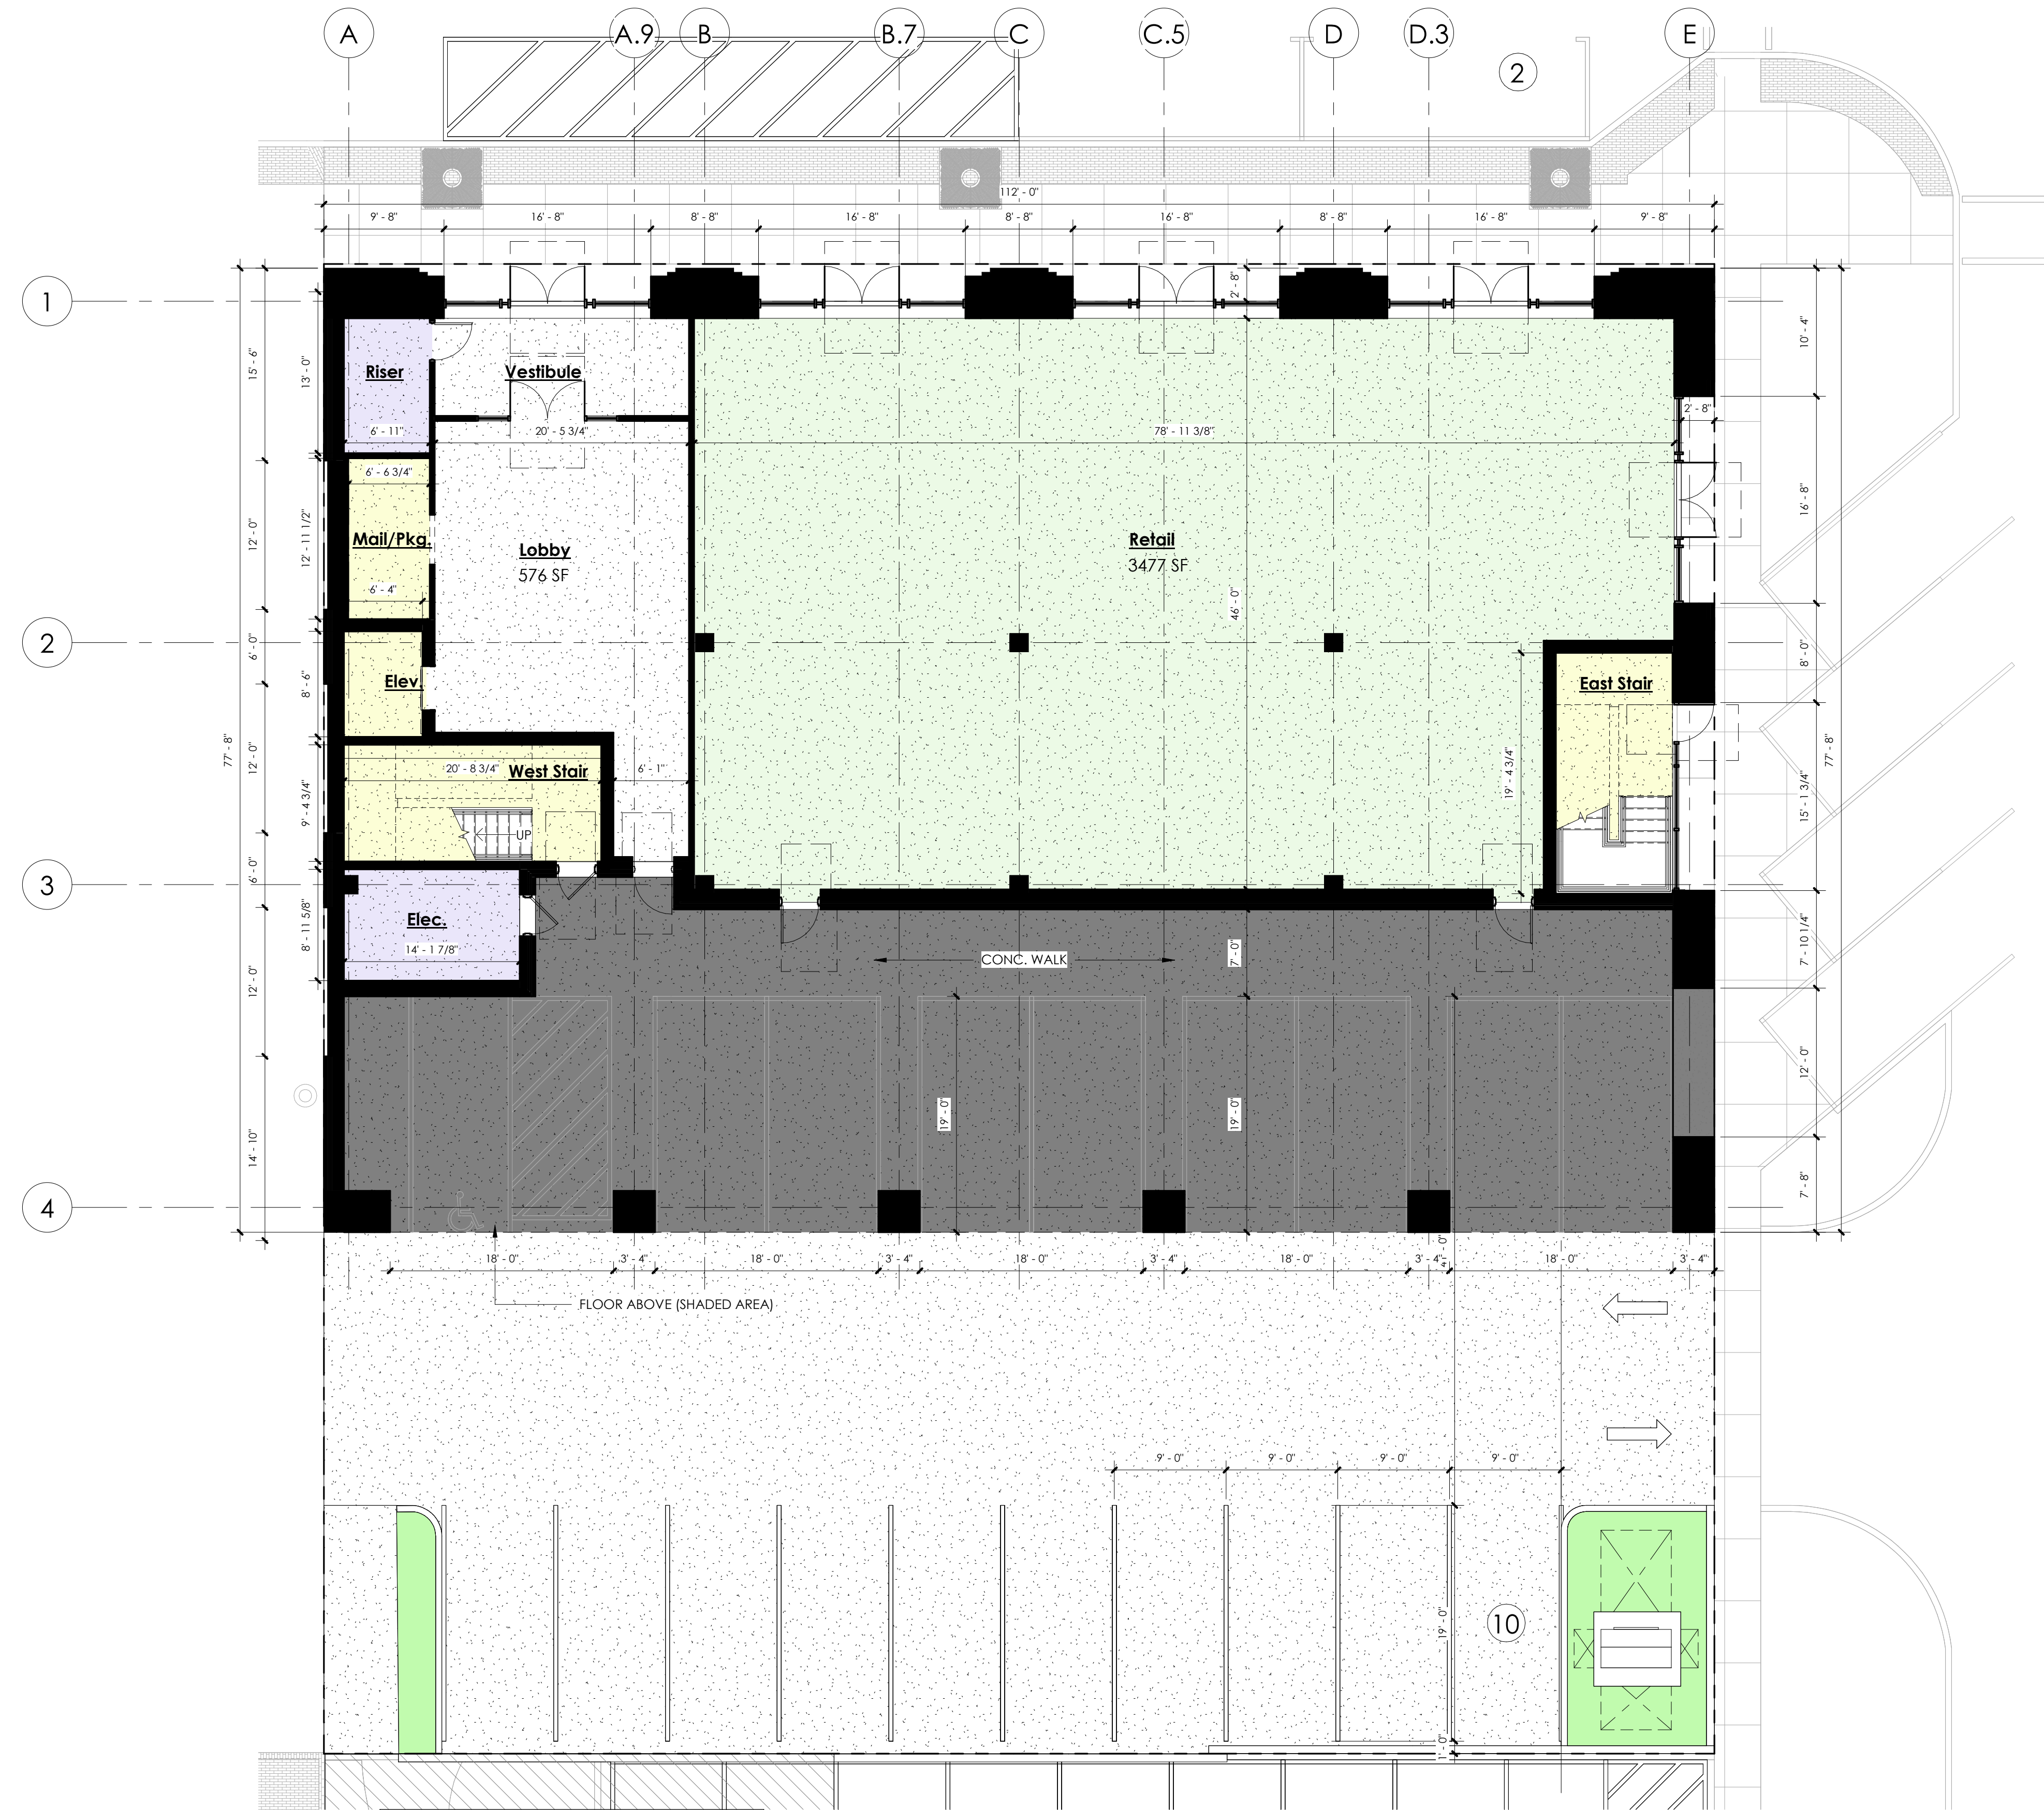 A A.9 B B.7 C C.5 D D.3 E
2
112' - 0"
9' - 8" 16' - 8" 8' - 8" 16' - 8" 8' - 8" 16' - 8" 8' - 8" 16' - 8" 9' - 8"
1
2' - 8"
10' - 4"
15' - 6"
13' - 0"
Riser
Vestibule
2' - 8"
6' - 11"
20' - 5 3/4"
78' - 11 3/8"
6' - 6 3/4"
16' - 8"
12' - 0"
12' - 11 1/2"
Mail/Pkg.
Lobby
576 SF
Retail
3477 SF
6' - 4"
46' - 0"
2
6' - 0"
8' - 0"
8' - 6"
Elev.
East Stair
77' - 8"
12' - 0"
77' - 8"
20' - 8 3/4"
West Stair
6' - 1"
19' - 4 3/4"
15' - 1 3/4"
9' - 4 3/4"
UP
3
6' - 0"
8' - 11 5/8"
Elec.
14' - 1 7/8"
7' - 10 1/4"
CONC. WALK
7' - 0"
12' - 0"
12' - 0"
19' - 0"
19' - 0"
14' - 10"
7' - 8"
4
18' - 0" 3' - 4" 18' - 0" 3' - 4" 18' - 0" 3' - 4" 18' - 0" 3' - 4" 18' - 0" 3' - 4"
FLOOR ABOVE (SHADED AREA)
9' - 0" 9' - 0" 9' - 0" 9' - 0"
19' - 0"
10
1' - 0"